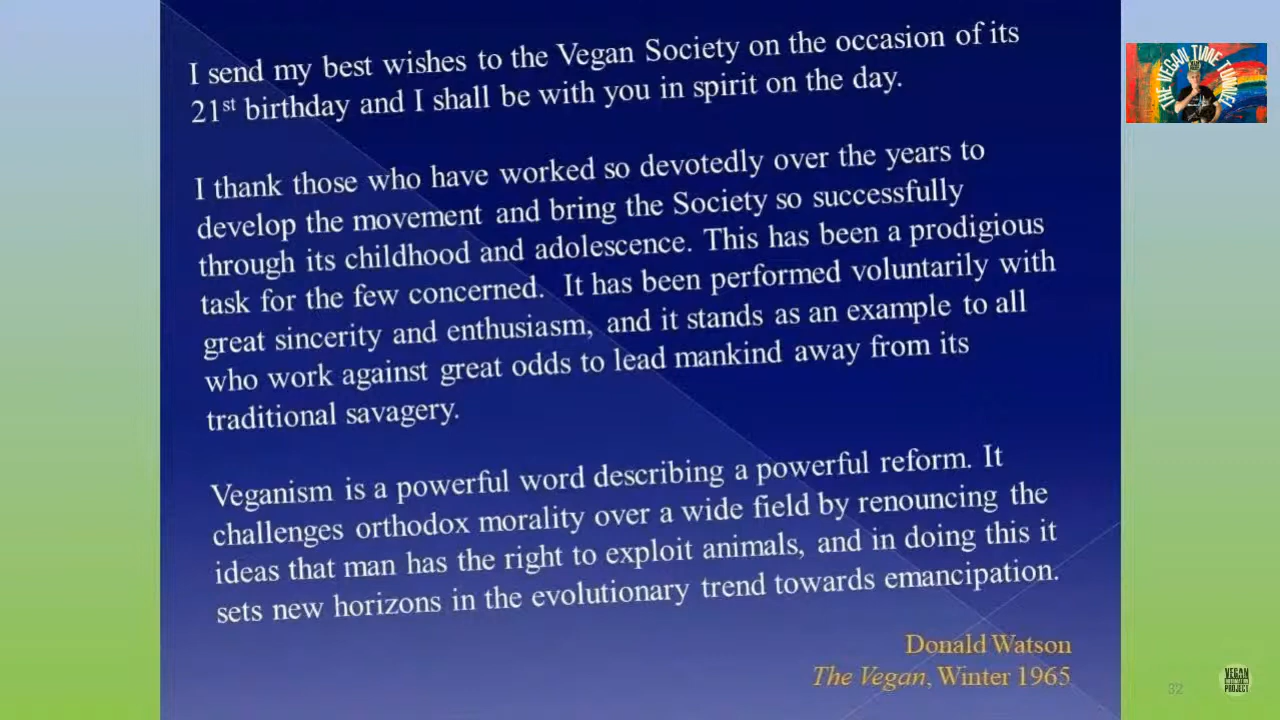 I send my best wishes to the Vegan Society on the occasion of its
21st birthday and I shall be with you in spirit on the day.
I thank those who have worked so devotedly over the years to
develop the movement and bring the Society so successfully
through its childhood and adolescence. This has been a prodigious
task for the few concerned. It has been performed voluntarily with
great sincerity and enthusiasm, and it stands as an example to all
who work against great odds to lead mankind away from its
traditional savagery.
Veganism is a powerful word describing a powerful reform. It
challenges orthodox morality over a wide field by renouncing the
ideas that man has the right to exploit animals, and in doing this it
sets new horizons in the evolutionary trend towards emancipation.
Donald Watson
The Vegan, Winter 1965
THE VEGAN TIME TUNNEL
32
VEGAN
PROJECT